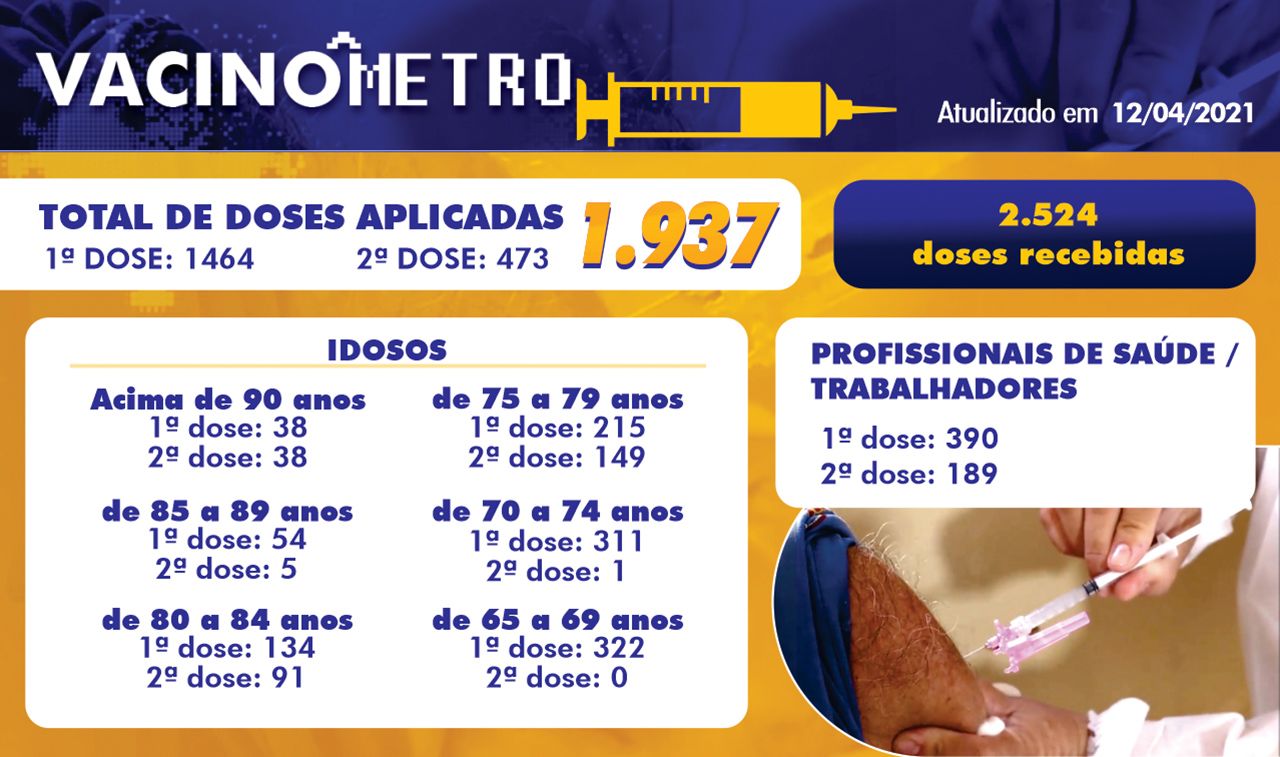 VACINÔMETRO
Atualizado em 12/04/2021
TOTAL DE DOSES APLICADAS 1.937
1ª DOSE: 1464 2ª DOSE: 473
2.524
doses recebidas
IDOSOS
Acima de 90 anos
1ª dose: 38
2ª dose: 38
de 85 a 89 anos
1ª dose: 54
2ª dose: 5
de 80 a 84 anos
1ª dose: 134
2ª dose: 91
de 75 a 79 anos
1ª dose: 215
2ª dose: 149
de 70 a 74 anos
1ª dose: 311
2ª dose: 1
de 65 a 69 anos
1ª dose: 322
2ª dose: 0
PROFISSIONAIS DE SAÚDE /
TRABALHADORES
1ª dose: 390
2ª dose: 189